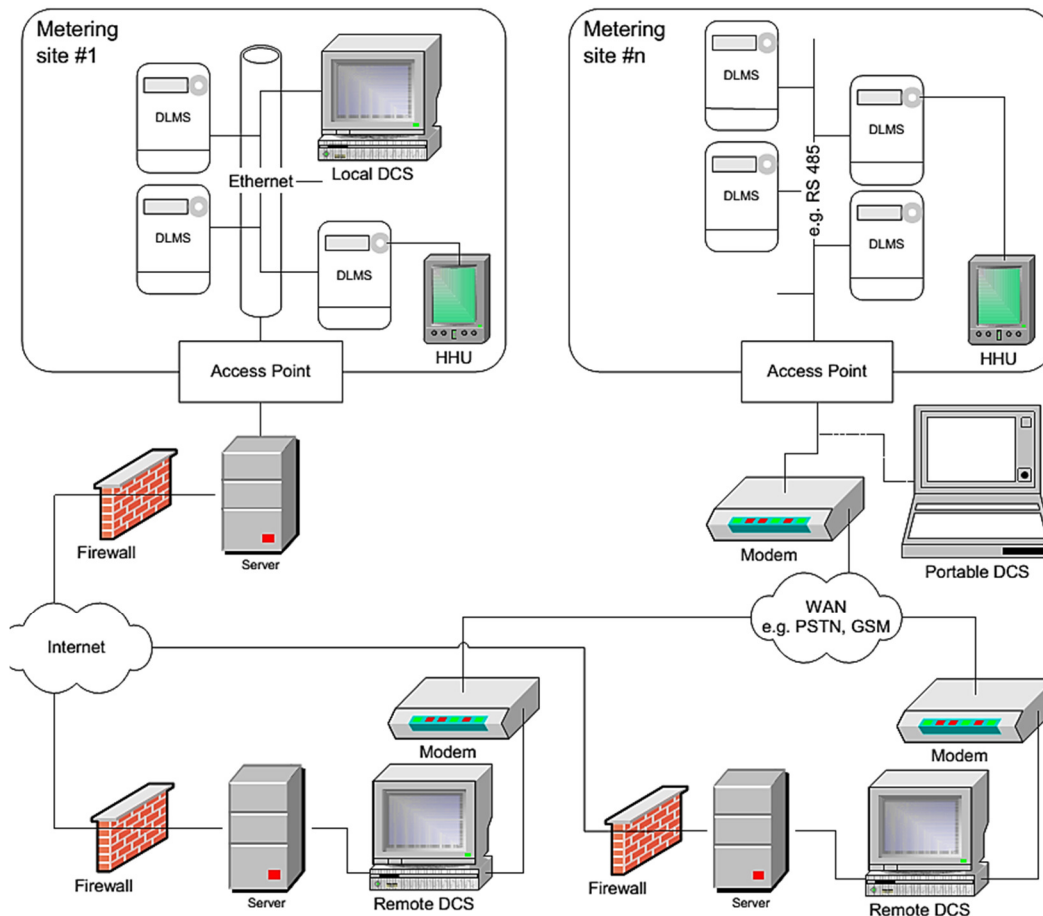 Metering
site #1
DLMS
DLMS
Ethernet
Local DCS
DLMS
HHU
Access Point
Metering
site #n
DLMS
DLMS
DLMS
e.g. RS 485
DLMS
HHU
Access Point
Firewall
Server
Modem
Portable DCS
WAN
e.g. PSTN, GSM
Internet
Modem
Modem
Firewall
Server
Remote DCS
Firewall
Server
Remote DCS